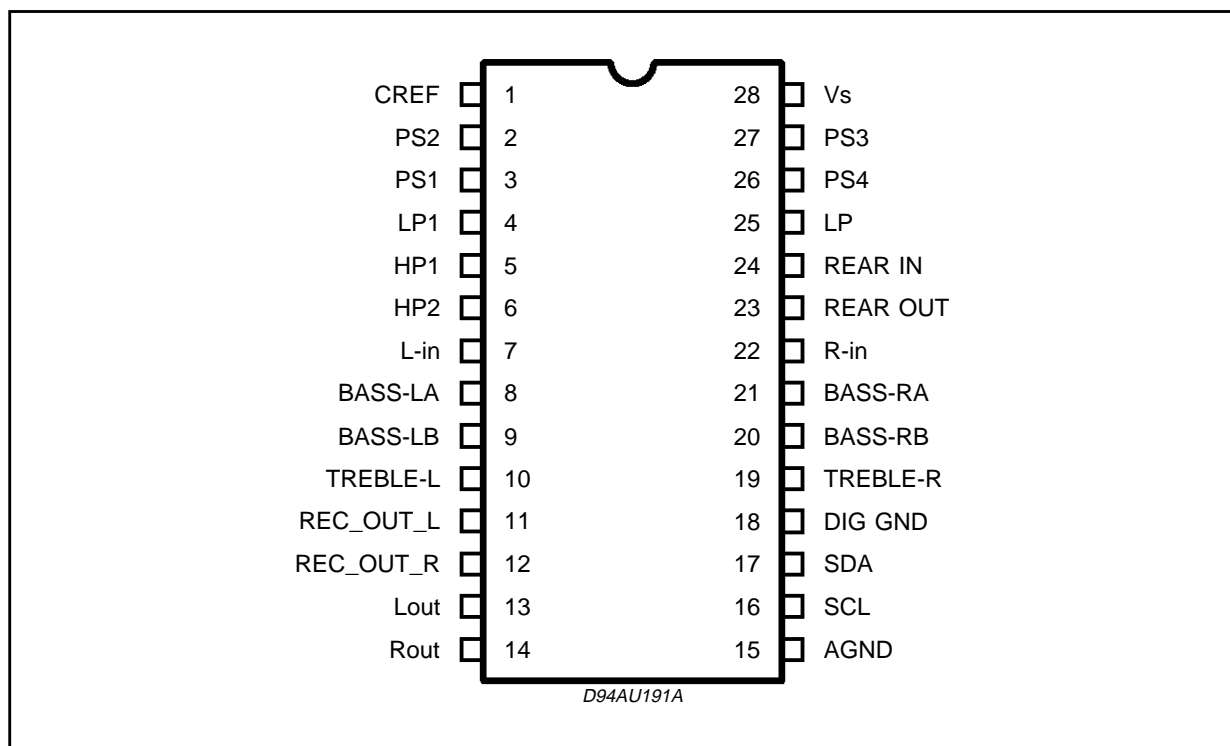 CREF 1 28 Vs
PS2 2 27 PS3
PS1 3 26 PS4
LP1 4 25 LP
HP1 5 24 REAR IN
HP2 6 23 REAR OUT
L-in 7 22 R-in
BASS-LA 8 21 BASS-RA
BASS-LB 9 20 BASS-RB
TREBLE-L 10 19 TREBLE-R
REC_OUT_L 11 18 DIG GND
REC_OUT_R 12 17 SDA
Lout 13 16 SCL
Rout 14 15 AGND
D94AU191A